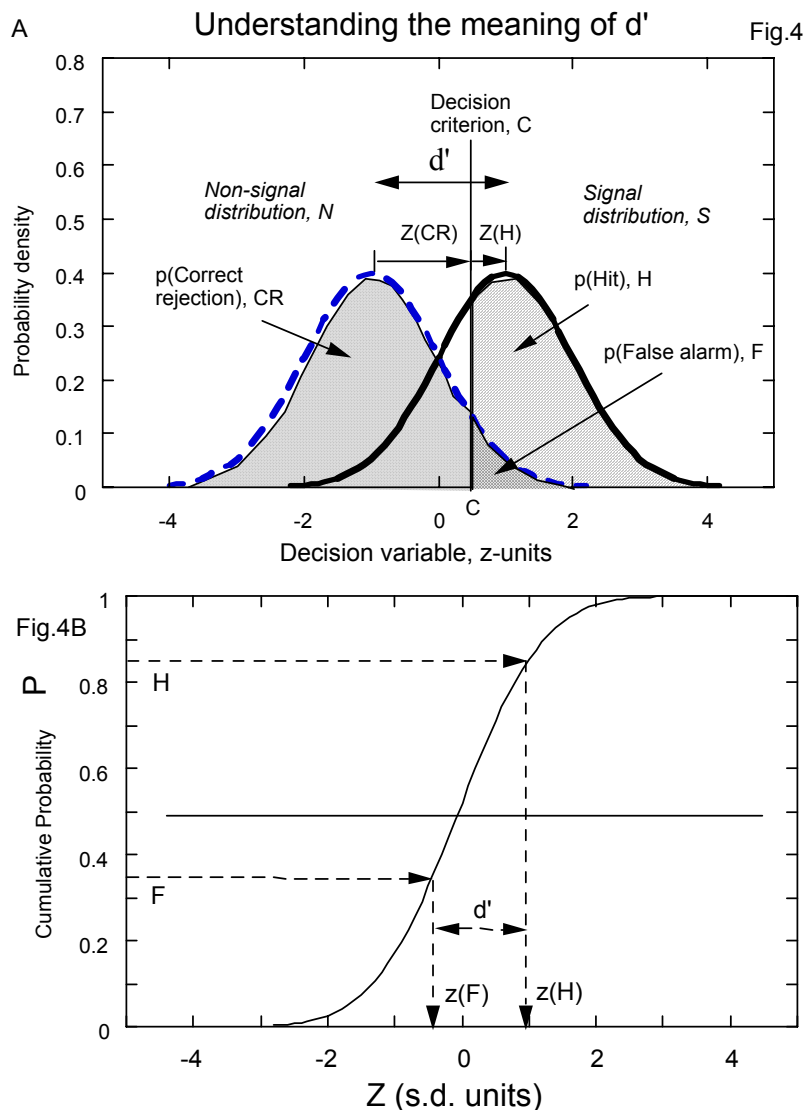 A
Understanding the meaning of d'
Fig.4
0.8
0.7
0.6
0.5
0.4
0.3
0.2
0.1
0
Probability density
Decision
criterion, C
d'
Non-signal
distribution, N
Signal
distribution, S
Z(CR)
Z(H)
p(Correct
rejection), CR
p(Hit), H
p(False alarm), F
C
-4
-2
0
2
4
Decision variable, z-units
Fig.4B
1
0.8
0.6
0.4
0.2
0
P
Cumulative Probability
H
F
d'
z(F)
z(H)
-4
-2
0
2
4
Z (s.d. units)